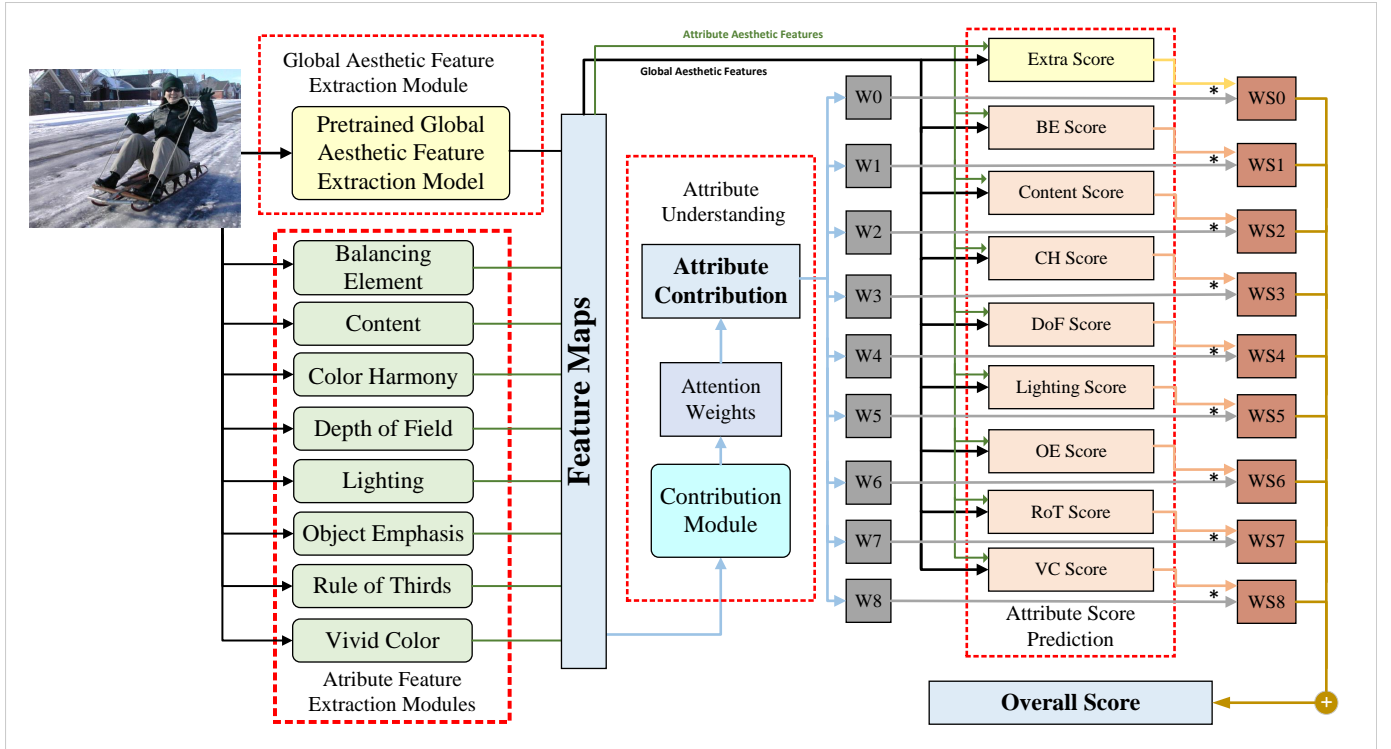 Global Aesthetic Feature
Extraction Module
Pretrained Global
Aesthetic Feature
Extraction Model
Balancing
Element
Content
Color Harmony
Depth of Field
Lighting
Object Emphasis
Rule of Thirds
Vivid Color
Atribute Feature
Extraction Modules
Feature Maps
Attribute Aesthetic Features
Global Aesthetic Features
Attribute
Understanding
Attribute
Contribution
Attention
Weights
Contribution
Module
W0
W1
W2
W3
W4
W5
W6
W7
W8
Extra Score
BE Score
Content Score
CH Score
DoF Score
Lighting Score
OE Score
RoT Score
VC Score
Attribute Score
Prediction
*
*
*
*
*
*
*
*
*
WS0
WS1
WS2
WS3
WS4
WS5
WS6
WS7
WS8
+
Overall Score